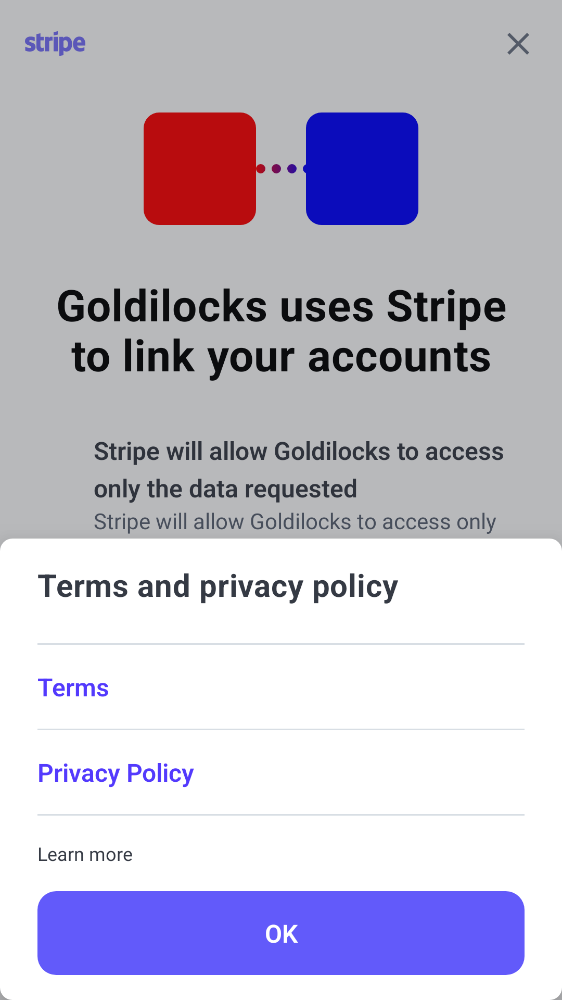 stripe
Goldilocks uses Stripe
to link your accounts
Stripe will allow Goldilocks to access
only the data requested
Stripe will allow Goldilocks to access only
Terms and privacy policy
Terms
Privacy Policy
Learn more
OK